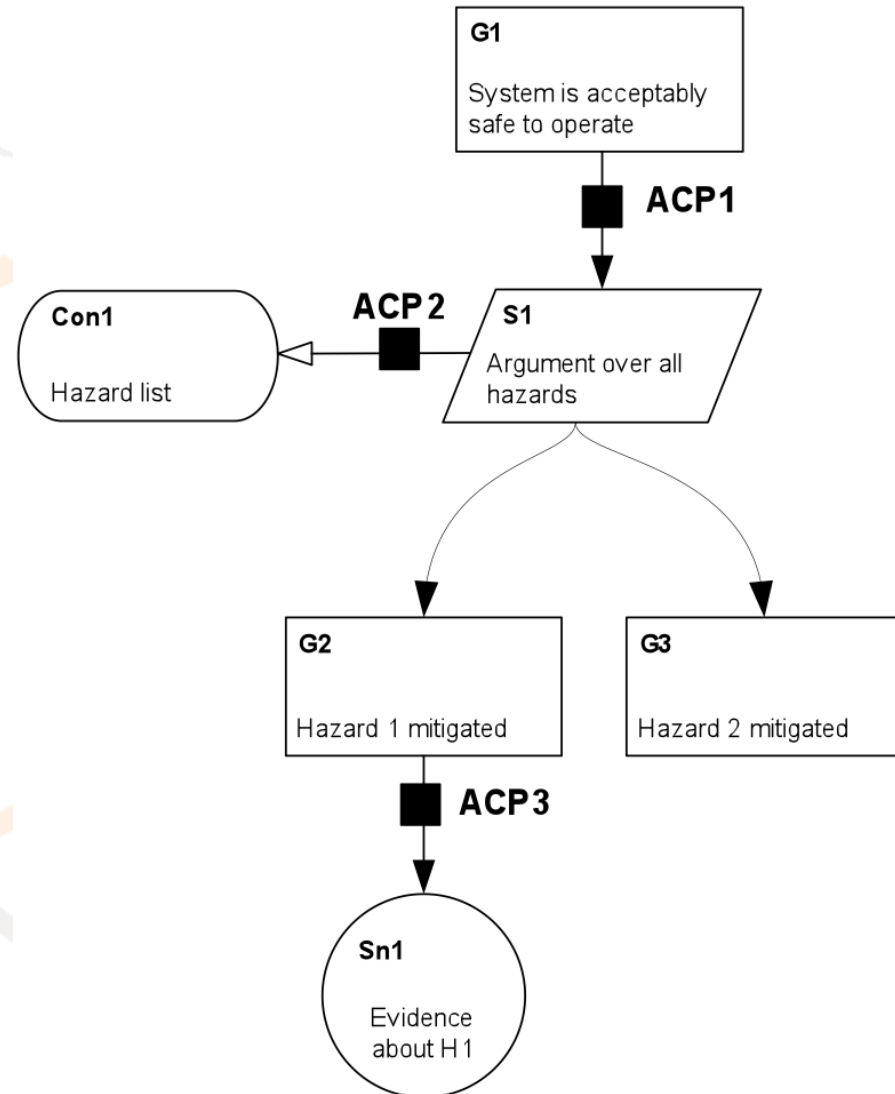 G1
System is acceptably
safe to operate
ACP1
ACP2
Con1
Hazard list
S1
Argument over all
hazards
G2
Hazard 1 mitigated
G3
Hazard 2 mitigated
ACP3
Sn1
Evidence
about H1